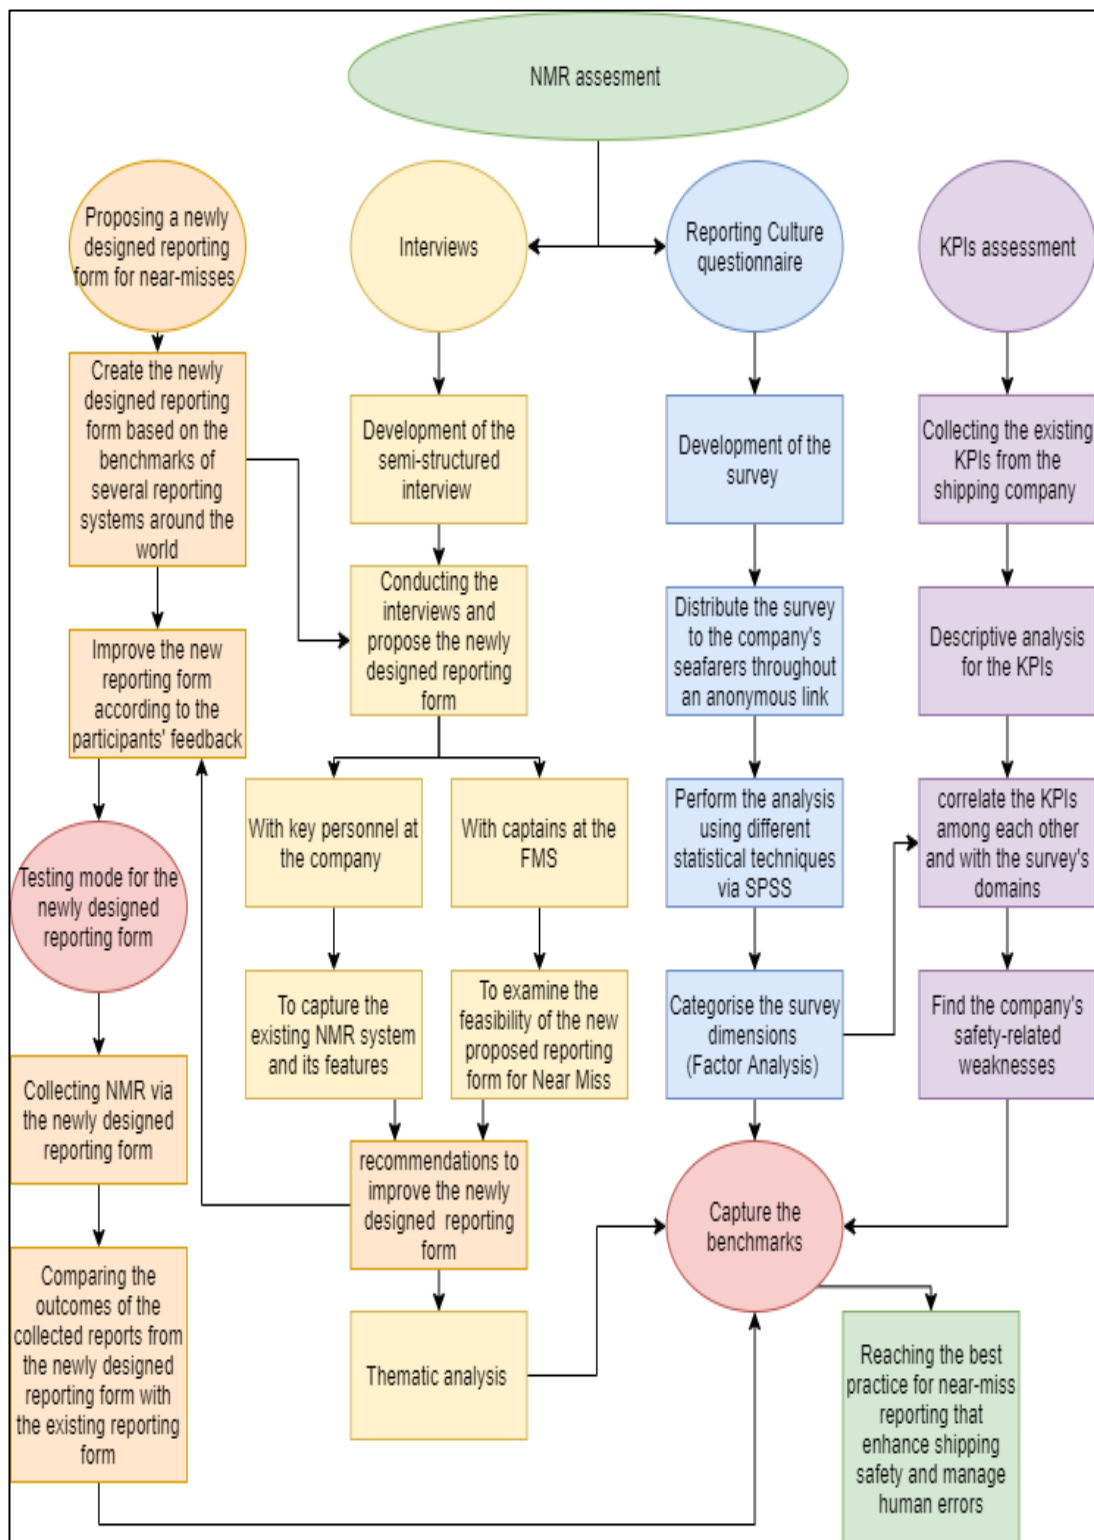 NMR assesment
Proposing a newly
designed reporting
form for near-misses
Interviews
Reporting Culture
questionnaire
KPIs assessment
Create the newly
designed reporting
form based on the
benchmarks of
several reporting
systems around the
world
Development of the
semi-structured
interview
Development of the
survey
Collecting the existing
KPIs from the
shipping company
Improve the new
reporting form
according to the
participants' feedback
Conducting the
interviews and
propose the newly
designed reporting
form
Distribute the survey
to the company's
seafarers throughout
an anonymous link
Descriptive analysis
for the KPIs
With key personnel at
the company
With captains at the
FMS
Perform the analysis
using different
statistical techniques
via SPSS
correlate the KPIs
among each other
and with the survey's
domains
Testing mode for the
newly designed
reporting form
To capture the
existing NMR system
and its features
To examine the
feasibility of the new
proposed reporting
form for Near Miss
Categorise the survey
dimensions
(Factor Analysis)
Find the company's
safety-related
weaknesses
Collecting NMR via
the newly designed
reporting form
recommendations to
improve the newly
designed reporting
form
Capture the
benchmarks
Comparing the
outcomes of the
collected reports from
the newly designed
reporting form with
the existing reporting
form
Thematic analysis
Reaching the best
practice for near-miss
reporting that
enhance shipping
safety and manage
human errors